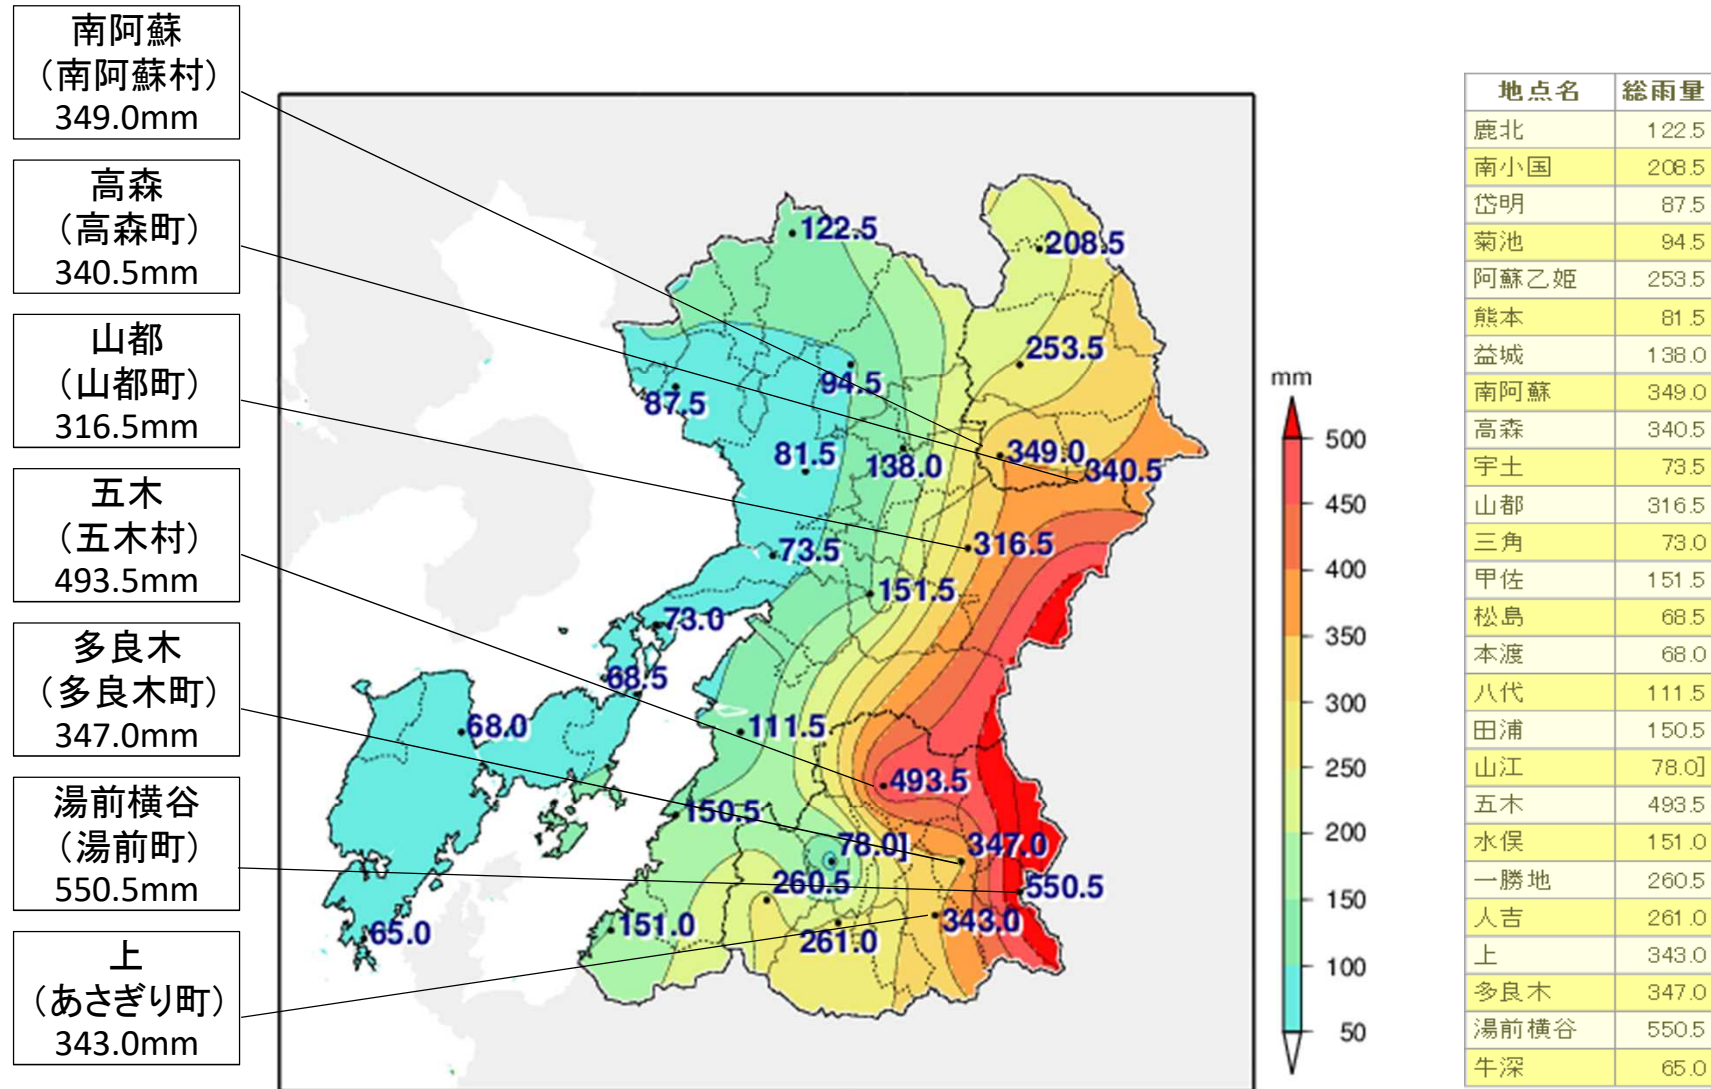 南阿蘇
（南阿蘇村）
349.0mm
高森
（高森町）
340.5mm
山都
（山都町）
316.5mm
五木
（五木村）
493.5mm
多良木
（多良木町）
347.0mm
湯前横谷
（湯前町）
550.5mm
上
（あさぎり町）
343.0mm
122.5
208.5
253.5
94.5
87.5
81.5
138.0
349.0
340.5
73.5
316.5
151.5
73.0
68.5
68.0
111.5
493.5
150.5
78.0]
347.0
260.5
550.5
151.0
261.0
343.0
65.0
mm
500
450
400
350
300
250
200
150
100
50
地点名 総雨量
鹿北 122.5
南小国 208.5
岱明 87.5
菊池 94.5
阿蘇乙姫 253.5
熊本 81.5
益城 138.0
南阿蘇 349.0
高森 340.5
宇土 73.5
山都 316.5
三角 73.0
甲佐 151.5
松島 68.5
本渡 68.0
八代 111.5
田浦 150.5
山江 78.0]
五木 493.5
水俣 151.0
一勝地 260.5
人吉 261.0
上 343.0
多良木 347.0
湯前横谷 550.5
牛深 65.0